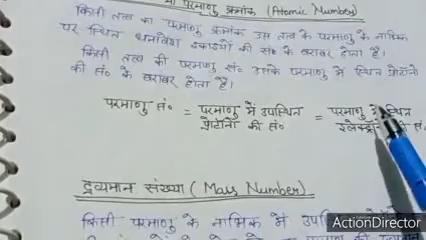 परमाणु क्रमांक (Atomic Number)
किसी तत्व का परमाणु क्रमांक उस तत्व के परमाणु के नाभिक
पर स्थित धनावेश इकाइयों की सं० के बराबर होता है।
किसी तत्व की परमाणु सं० उसके परमाणु में स्थित प्रोटॉनो
की सं० के बराबर होता है।
परमाणु सं० = परमाणु में उपस्थित = परमाणु
प्रोटॉनो की सं०
द्रव्यमान संख्या (Mass Number)
किसी परमाणु के नाभिक में
ActionDirector